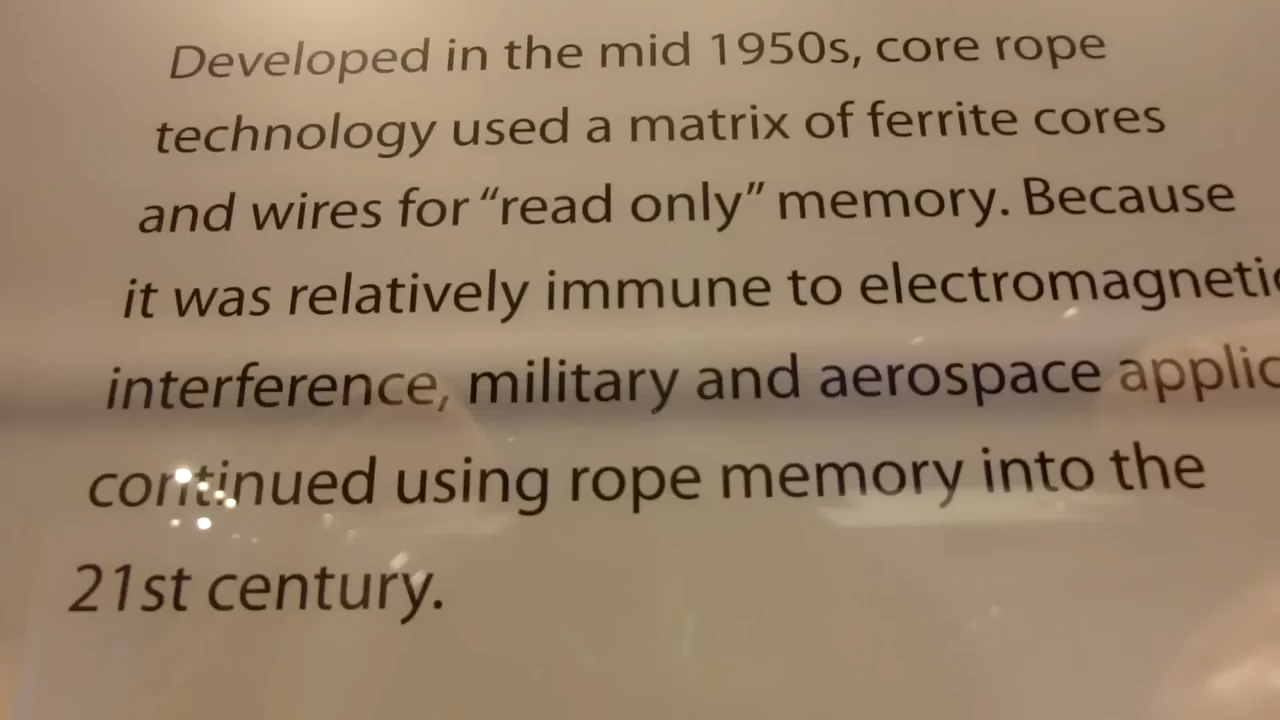 Developed in the mid 1950s, core rope
technology used a matrix of ferrite cores
and wires for “read only” memory. Because
it was relatively immune to electromagnetic
interference, military and aerospace applic
continued using rope memory into the
21st century.